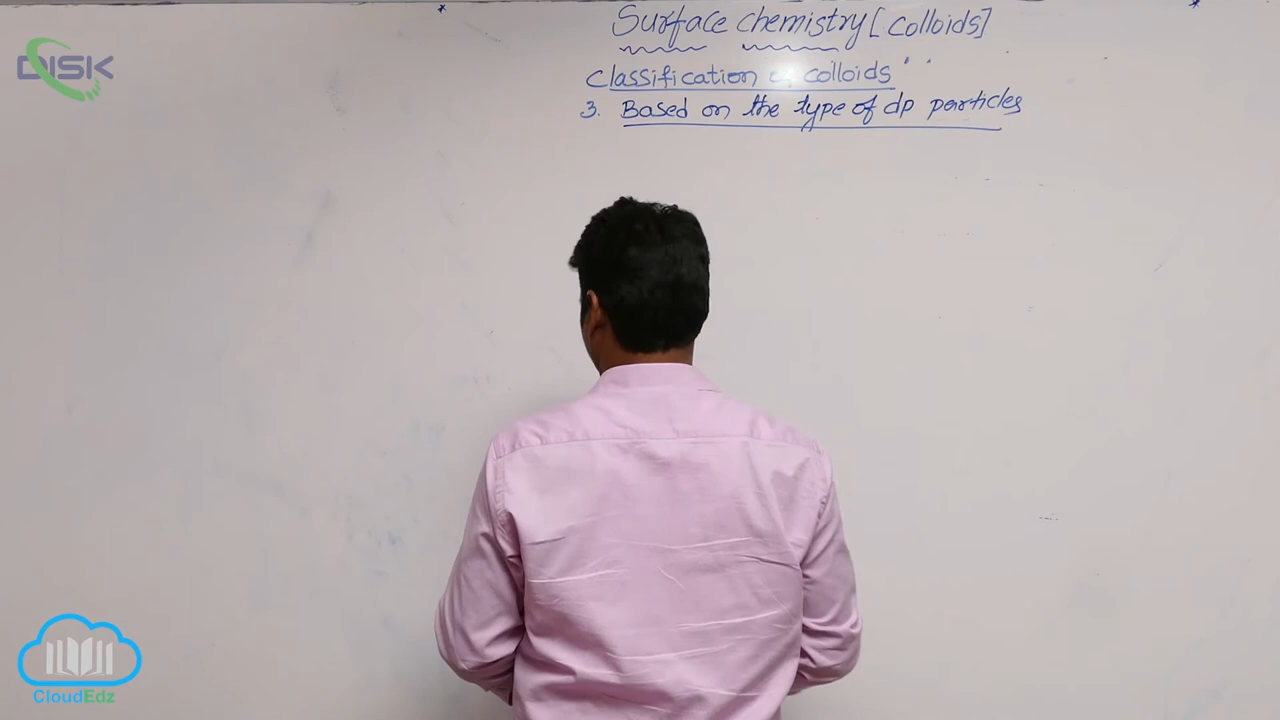 Surface chemistry [colloids]
Classification of colloids
3. Based on the type of dp particles
DISK
CloudEdz